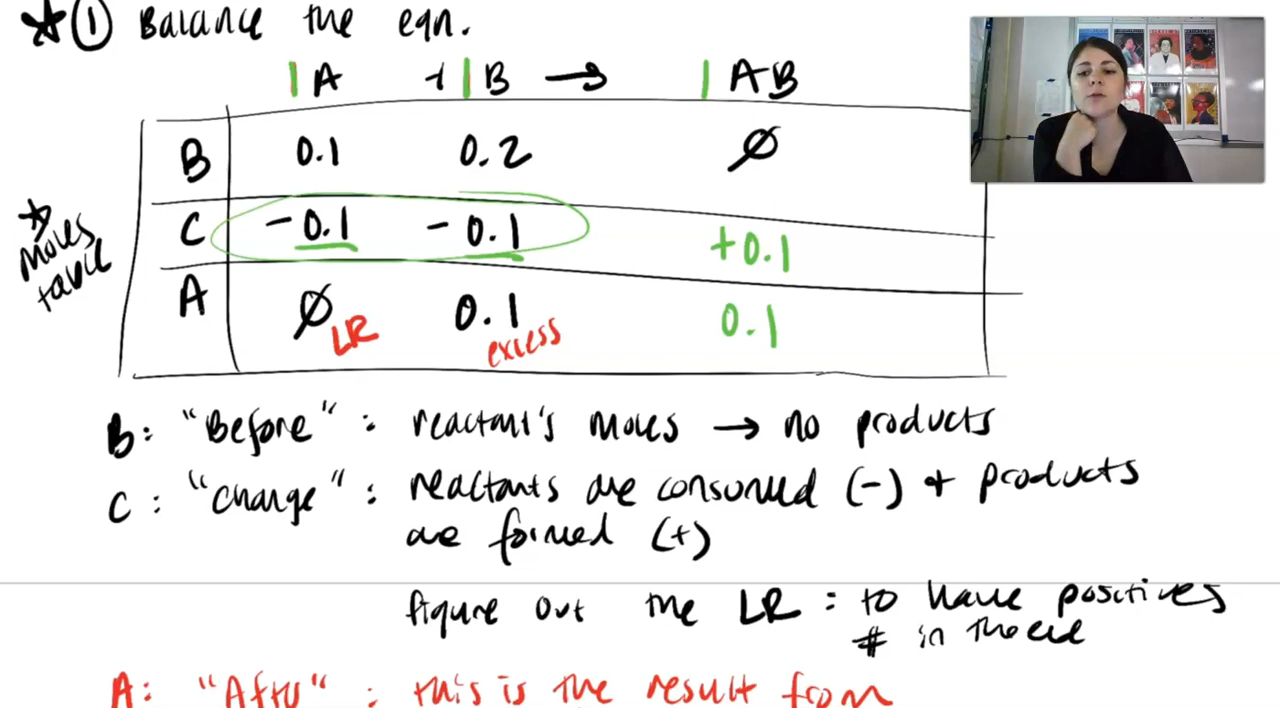 ① Balance the eqn.
1 A + 1 B → 1 AB
B 0.1 0.2 ∅
C -0.1 -0.1 +0.1
A ∅ LR 0.1 excess 0.1
★ Moles
table
B: "Before" : reactant's moles → no products
C : "Change" : reactants are consumed (-) + products
are formed (+)
figure out the LR : to have positives
# in the end
A: "After" : this is the result from